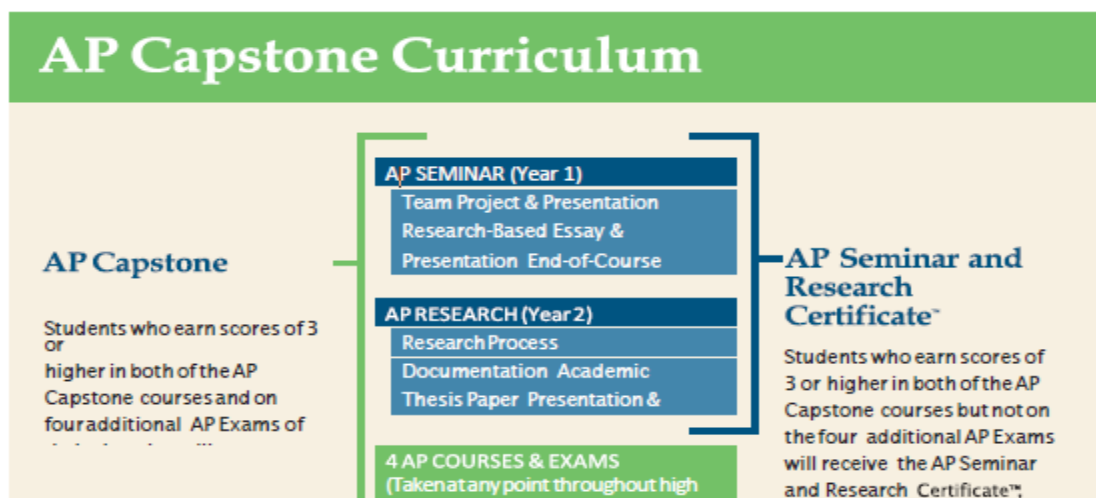 AP Capstone Curriculum
AP Capstone
Students who earn scores of 3
or
higher in both of the AP
Capstone courses and on
four additional AP Exams of
AP SEMINAR (Year 1)
Team Project & Presentation
Research-Based Essay &
Presentation End-of-Course
AP RESEARCH (Year 2)
Research Process
Documentation Academic
Thesis Paper Presentation &
4 AP COURSES & EXAMS
(Taken at any point throughout high
AP Seminar and
Research
Certificate™
Students who earn scores of
3 or higher in both of the AP
Capstone courses but not on
the four additional AP Exams
will receive the AP Seminar
and Research Certificate™.